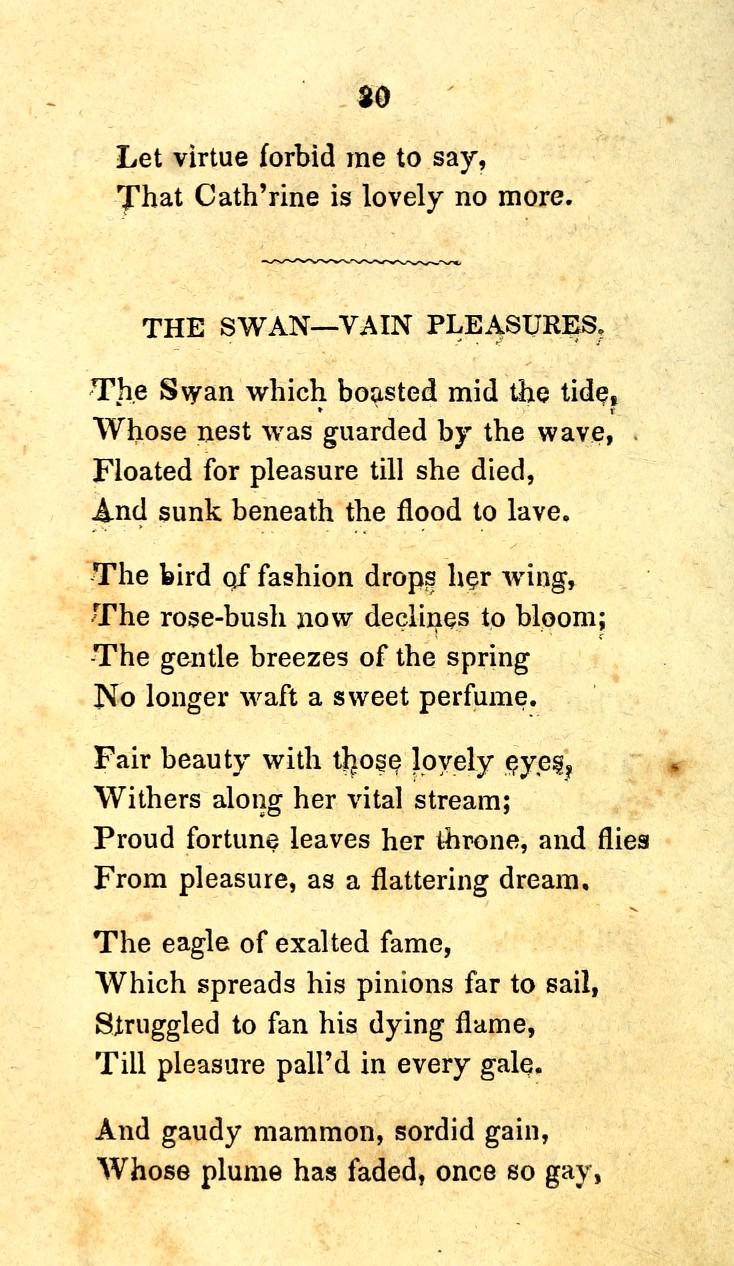 20
Let virtue forbid me to say,
That Cath'rine is lovely no more.
THE SWAN—VAIN PLEASURES.
The Swan which boasted mid the tide,
Whose nest was guarded by the wave,
Floated for pleasure till she died,
And sunk beneath the flood to lave.
The bird of fashion drops her wing,
The rose-bush now declines to bloom;
The gentle breezes of the spring
No longer waft a sweet perfume.
Fair beauty with those lovely eyes,
Withers along her vital stream;
Proud fortune leaves her throne, and flies
From pleasure, as a flattering dream.
The eagle of exalted fame,
Which spreads his pinions far to sail,
Struggled to fan his dying flame,
Till pleasure pall'd in every gale.
And gaudy mammon, sordid gain,
Whose plume has faded, once so gay,